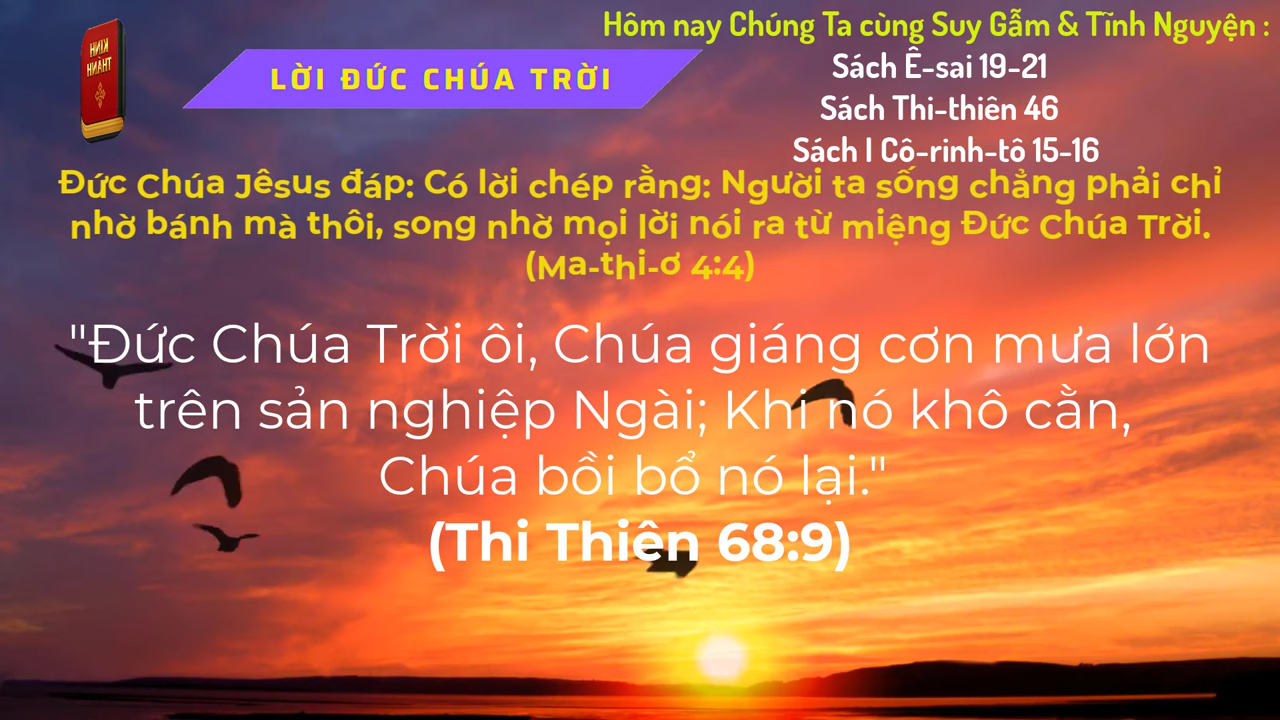 Hôm nay Chúng Ta cùng Suy Gẫm & Tĩnh Nguyện :
Sách Ê-sai 19-21
Sách Thi-thiên 46
Sách I Cô-rinh-tô 15-16
KINH
THÁNH
LỜI ĐỨC CHÚA TRỜI
Đức Chúa Jêsus đáp: Có lời chép rằng: Người ta sống chẳng phải chỉ
nhờ bánh mà thôi, song nhờ mọi lời nói ra từ miệng Đức Chúa Trời.
(Ma-thi-ơ 4:4)
"Đức Chúa Trời ôi, Chúa giáng cơn mưa lớn
trên sản nghiệp Ngài; Khi nó khô cằn,
Chúa bồi bổ nó lại."
(Thi Thiên 68:9)